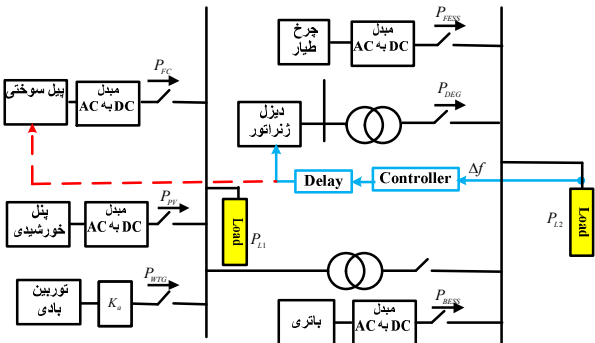 P_FESS
چرخ
طیار
مبدل
AC به DC
P_FC
پیل سوختی
مبدل
AC به DC
P_DEG
دیزل
ژنراتور
Delay
Controller
Δf
P_PV
پنل
خورشیدی
مبدل
AC به DC
Load
P_L1
P_L2
Load
P_WTG
توربین
بادی
K_n
P_BESS
باتری
مبدل
AC به DC